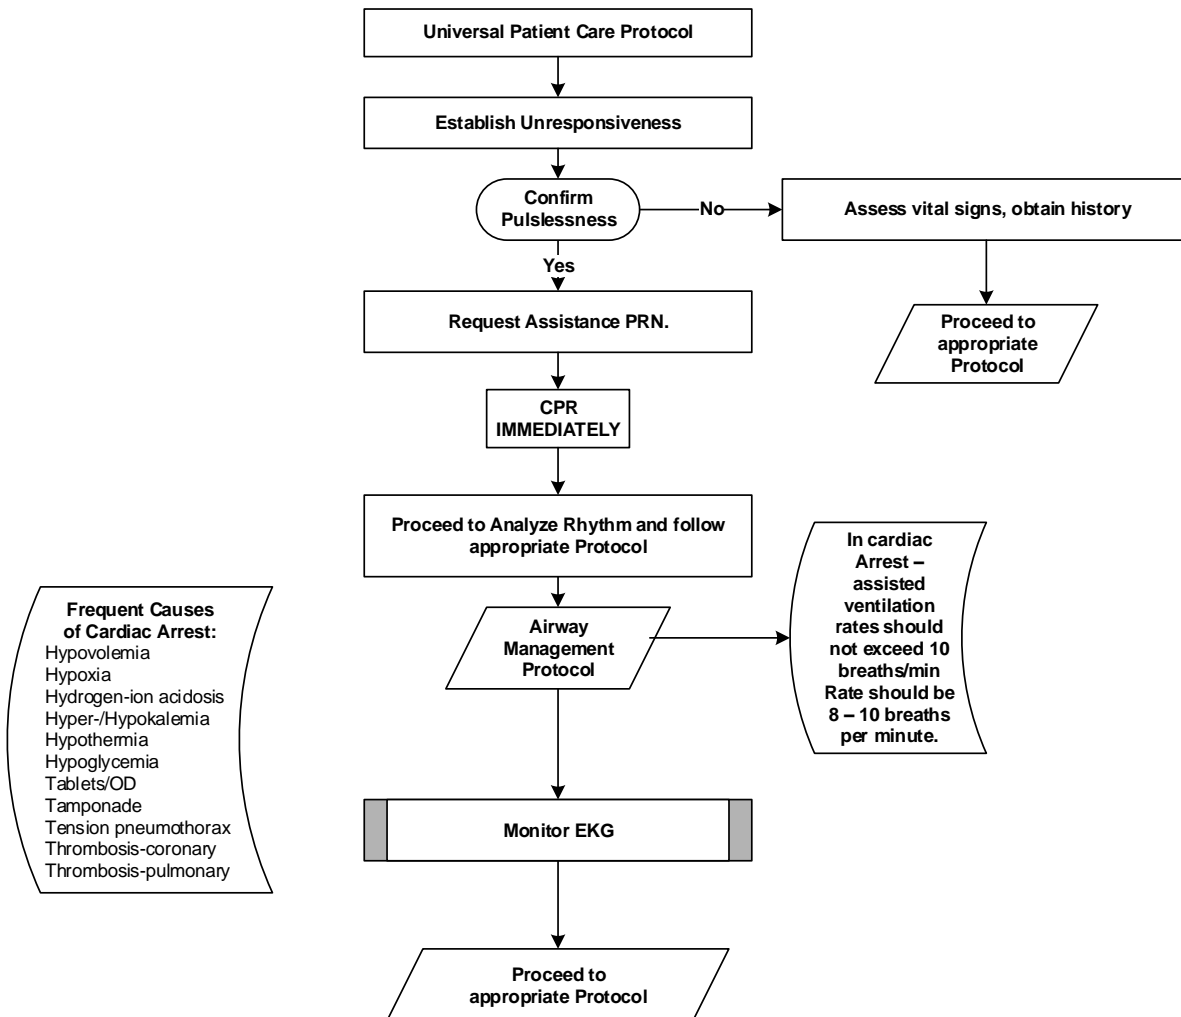 Universal Patient Care Protocol
Establish Unresponsiveness
Confirm
Pulslessness
No
Assess vital signs, obtain history
Yes
Proceed to
appropriate
Protocol
Request Assistance PRN.
CPR
IMMEDIATELY
Proceed to Analyze Rhythm and follow
appropriate Protocol
In cardiac
Arrest –
assisted
ventilation
rates should
not exceed 10
breaths/min
Rate should be
8 – 10 breaths
per minute.
Airway
Management
Protocol
Frequent Causes
of Cardiac Arrest:
Hypovolemia
Hypoxia
Hydrogen-ion acidosis
Hyper-/Hypokalemia
Hypothermia
Hypoglycemia
Tablets/OD
Tamponade
Tension pneumothorax
Thrombosis-coronary
Thrombosis-pulmonary
Monitor EKG
Proceed to
appropriate Protocol